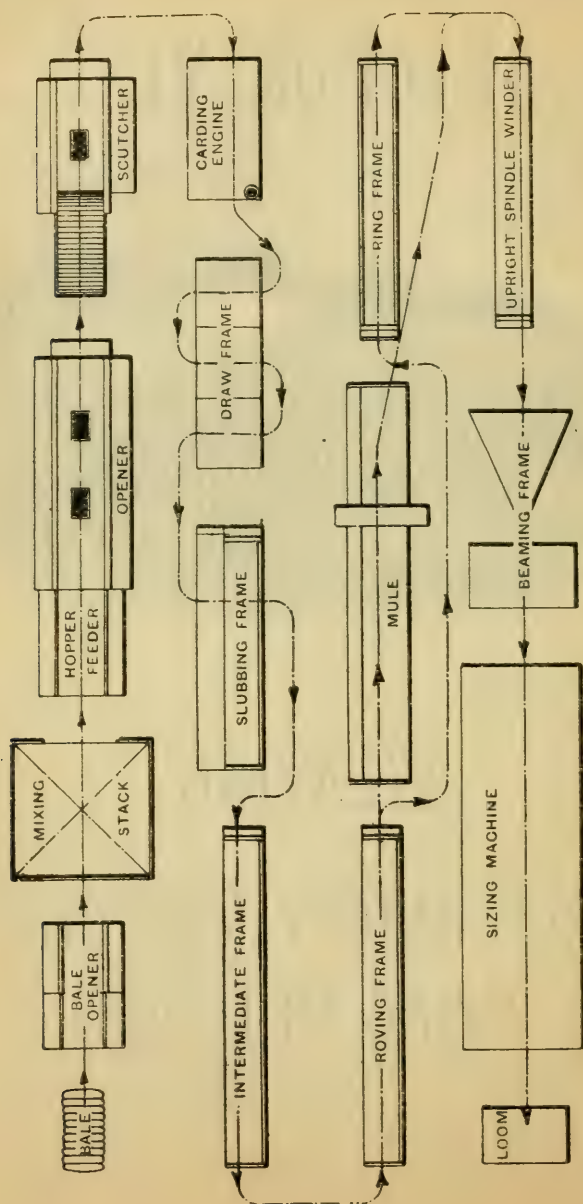 BALE
BALE
OPENER
MIXING
STACK
HOPPER
FEEDER
OPENER
SCUTCHER
CARDING
ENGINE
DRAW FRAME
SLUBBING FRAME
INTERMEDIATE FRAME
ROVING FRAME
MULE
RING FRAME
UPRIGHT SPINDLE WINDER
BEAMING FRAME
SIZING MACHINE
LOOM